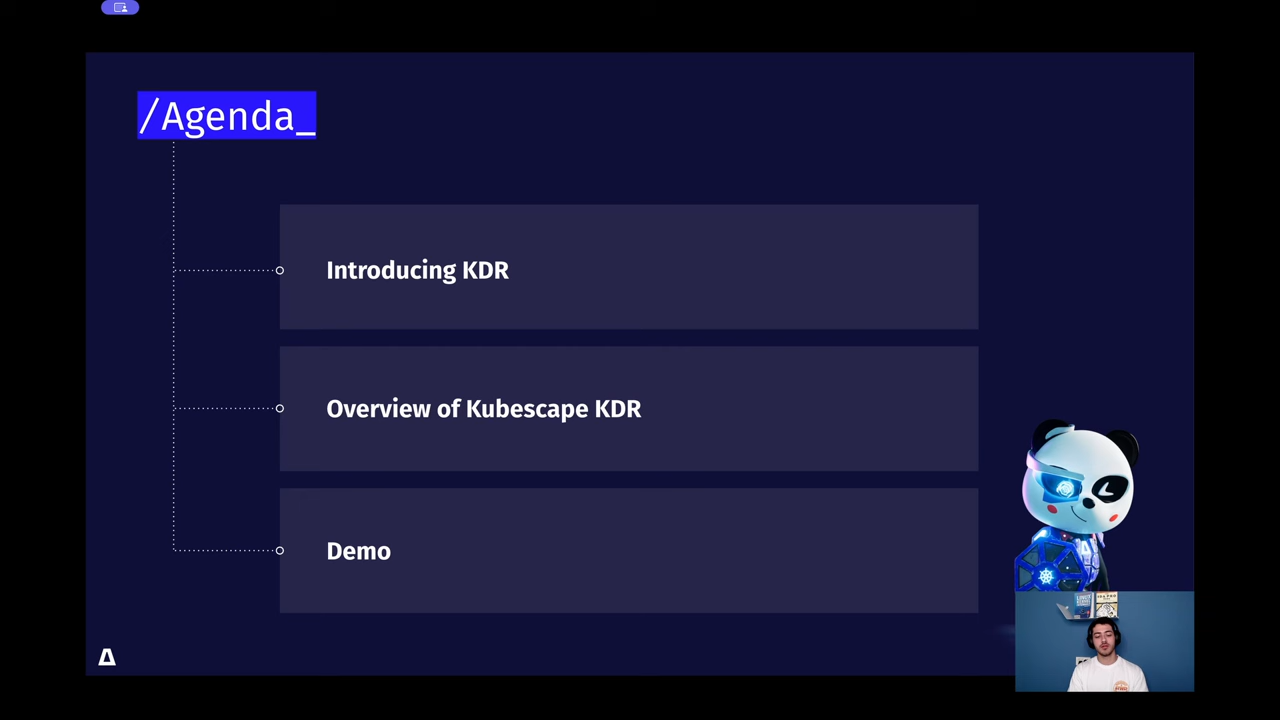 /Agenda_
Introducing KDR
Overview of Kubescape KDR
Demo